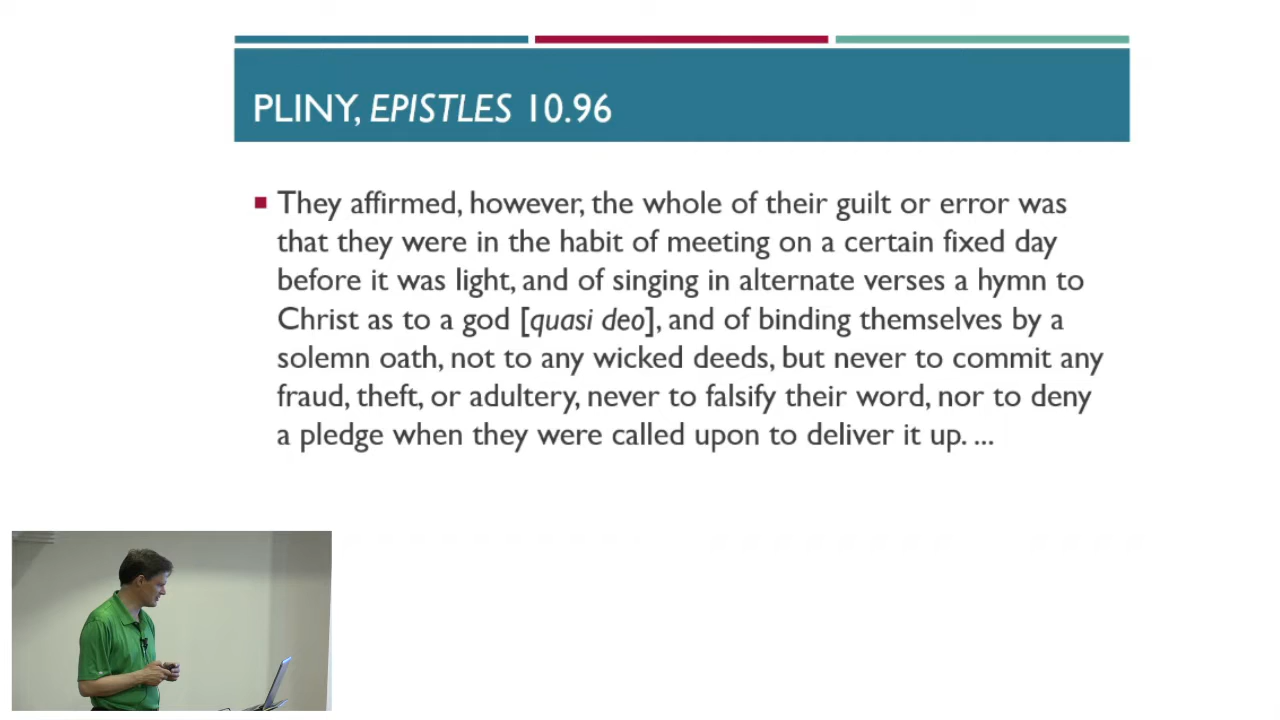 PLINY, EPISTLES 10.96
They affirmed, however, the whole of their guilt or error was
that they were in the habit of meeting on a certain fixed day
before it was light, and of singing in alternate verses a hymn to
Christ as to a god [quasi deo], and of binding themselves by a
solemn oath, not to any wicked deeds, but never to commit any
fraud, theft, or adultery, never to falsify their word, nor to deny
a pledge when they were called upon to deliver it up. ...